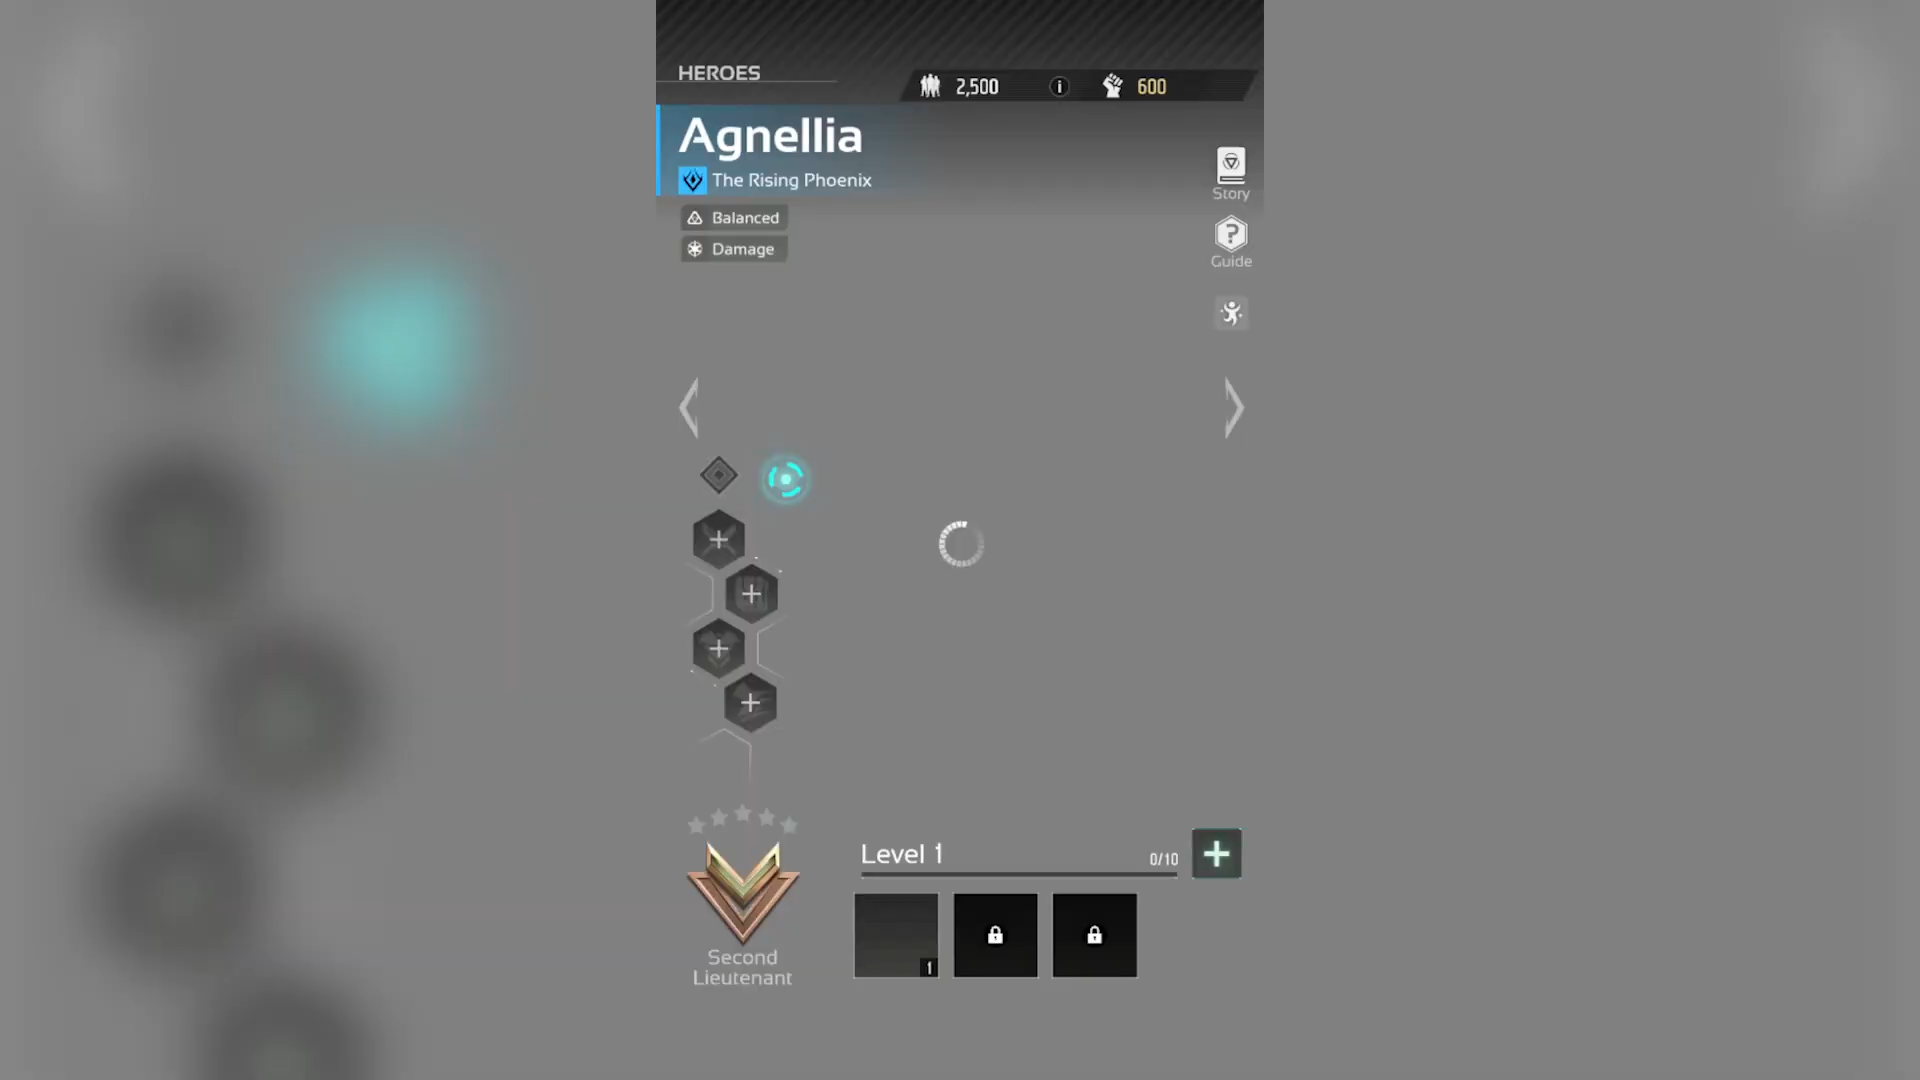 HEROES
2,500
i
600
Agnellia
The Rising Phoenix
Story
Balanced
?
Guide
Damage
Level 1
0/10
1
Second
Lieutenant